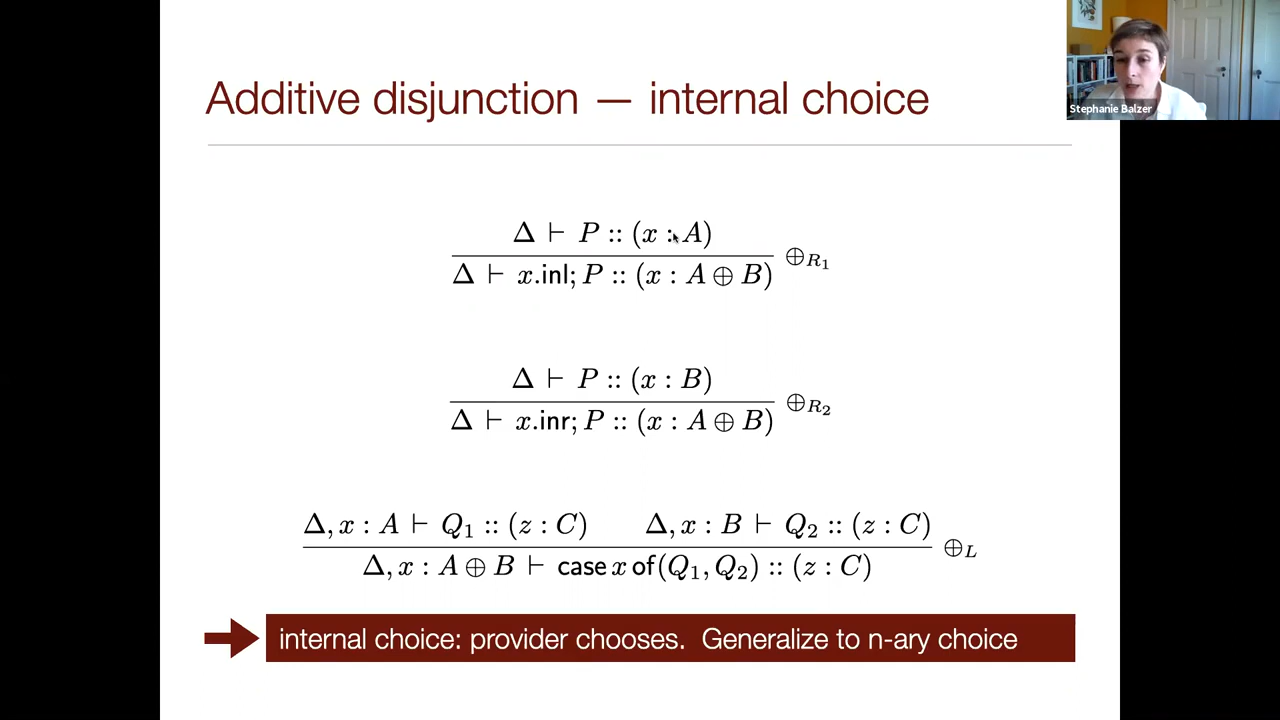 Additive disjunction — internal choice
Stephanie Balzer
Δ ⊢ P :: (x : A)
Δ ⊢ x.inl; P :: (x : A ⊕ B) ⊕R1
Δ ⊢ P :: (x : B)
Δ ⊢ x.inr; P :: (x : A ⊕ B) ⊕R2
Δ, x : A ⊢ Q1 :: (z : C) Δ, x : B ⊢ Q2 :: (z : C)
Δ, x : A ⊕ B ⊢ case x of(Q1, Q2) :: (z : C) ⊕L
internal choice: provider chooses. Generalize to n-ary choice